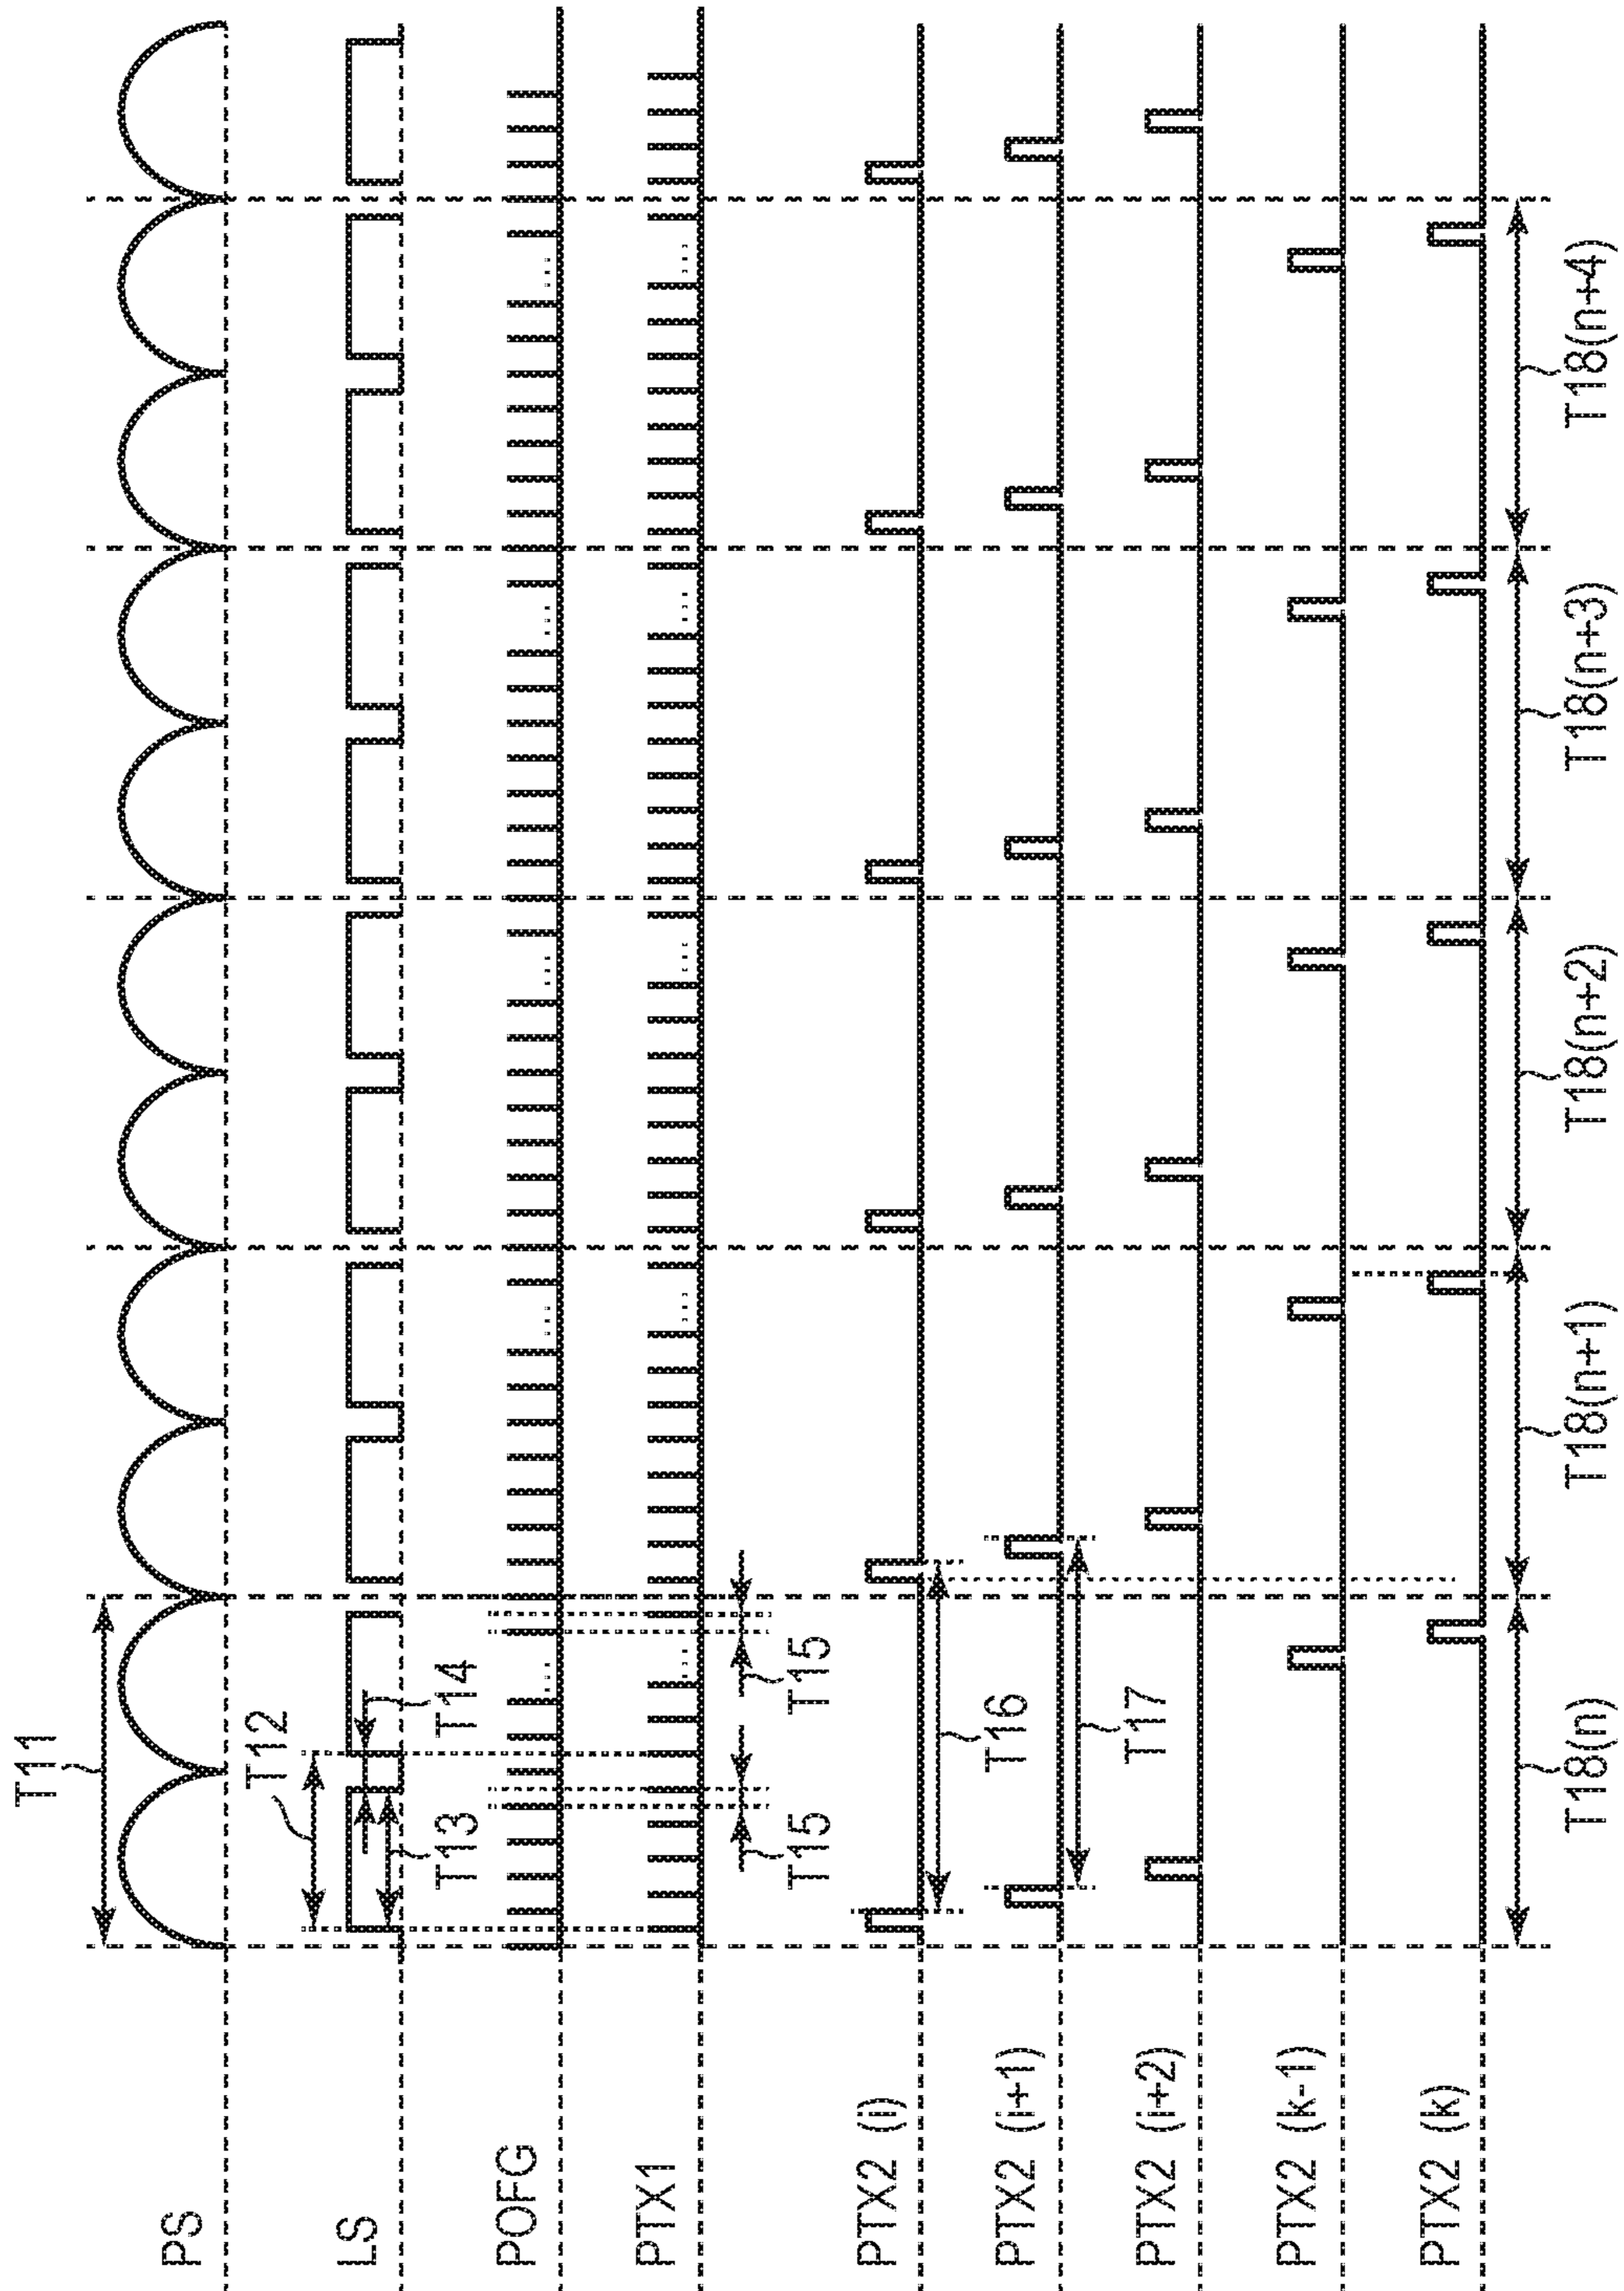 T11
PS
T12
T13
T14
LS
POFG
PTX1
T15
T15
PTX2 (i)
T16
PTX2 (i+1)
T17
PTX2 (i+2)
PTX2 (k-1)
PTX2 (k)
T18(n)
T18(n+1)
T18(n+2)
T18(n+3)
T18(n+4)